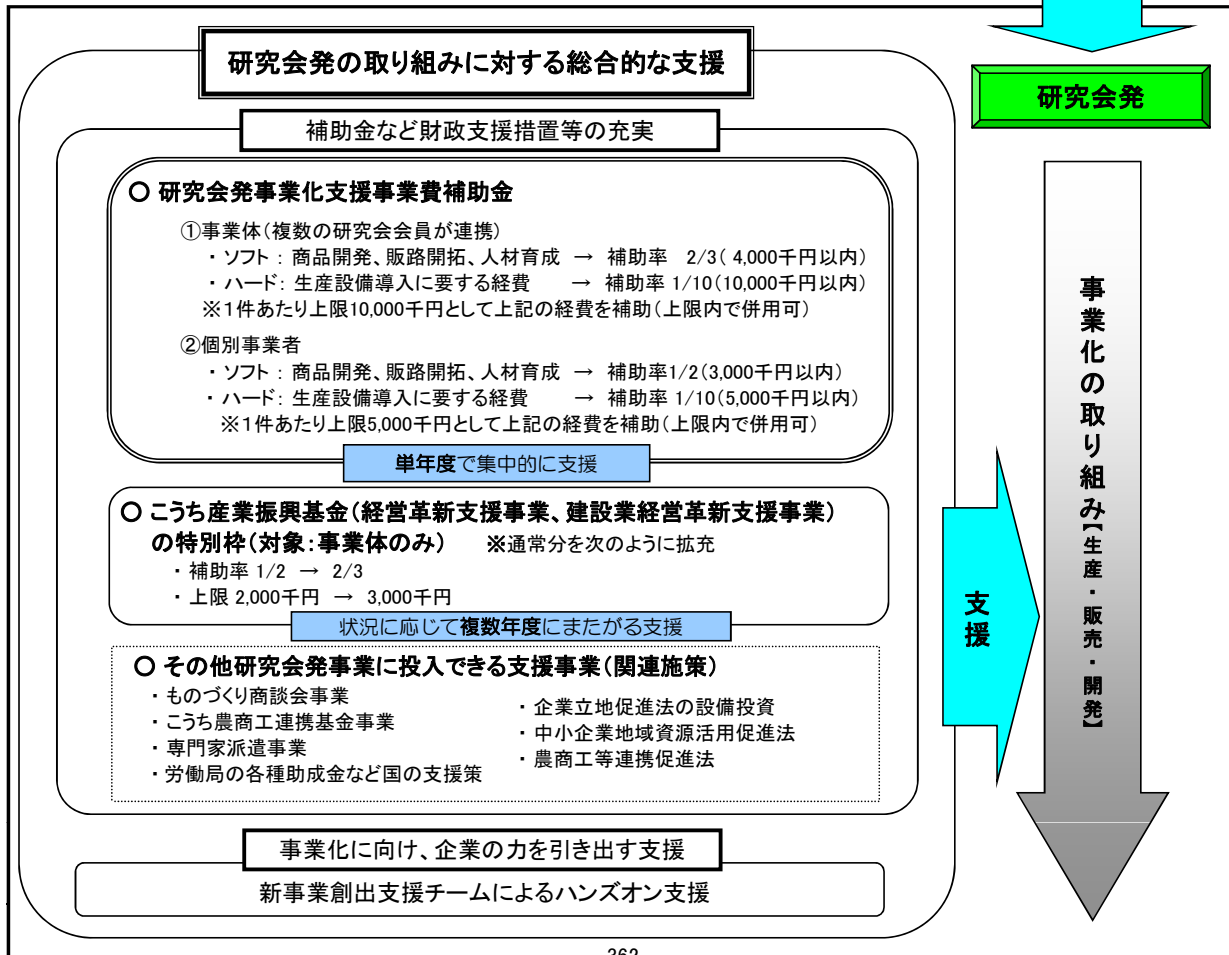 研究会発の取り組みに対する総合的な支援
補助金など財政支援措置等の充実
○ 研究会発事業化支援事業費補助金
①事業体(複数の研究会会員が連携)
・ソフト : 商品開発、販路開拓、人材育成 → 補助率 2/3( 4,000千円以内)
・ハード: 生産設備導入に要する経費 → 補助率 1/10(10,000千円以内)
※1件あたり上限10,000千円として上記の経費を補助(上限内で併用可)
②個別事業者
・ソフト : 商品開発、販路開拓、人材育成 → 補助率1/2(3,000千円以内)
・ハード: 生産設備導入に要する経費 → 補助率 1/10(5,000千円以内)
※1件あたり上限5,000千円として上記の経費を補助(上限内で併用可)
単年度で集中的に支援
○ こうち産業振興基金(経営革新支援事業、建設業経営革新支援事業)
の特別枠(対象:事業体のみ) ※通常分を次のように拡充
・補助率 1/2 → 2/3
・上限 2,000千円 → 3,000千円
状況に応じて複数年度にまたがる支援
○ その他研究会発事業に投入できる支援事業(関連施策)
・ものづくり商談会事業
・こうち農商工連携基金事業
・専門家派遣事業
・労働局の各種助成金など国の支援策
・企業立地促進法の設備投資
・中小企業地域資源活用促進法
・農商工等連携促進法
事業化に向け、企業の力を引き出す支援
新事業創出支援チームによるハンズオン支援
支援
研究会発
事業化の取り組み【生産・販売・開発】
362